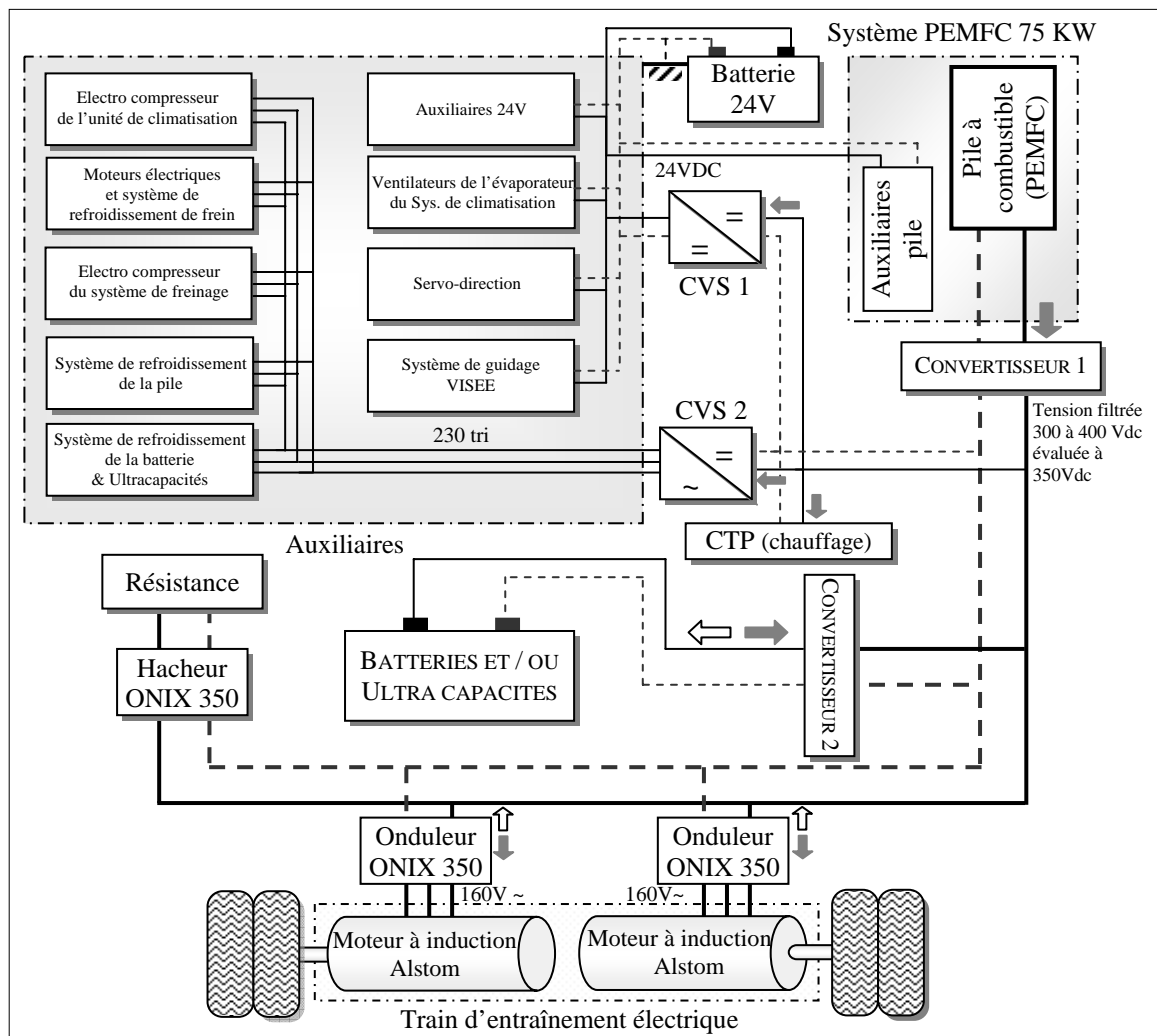 Système PEMFC 75 KW
Electro compresseur
de l'unité de climatisation
Moteurs électriques
et système de
refroidissement de frein
Electro compresseur
du système de freinage
Système de refroidissement
de la pile
Système de refroidissement
de la batterie
& Ultracapacités
Auxiliaires 24V
Ventilateurs de l'évaporateur
du Sys. de climatisation
Servo-direction
Système de guidage
VISEE
230 tri
Auxiliaires
Batterie
24V
24VDC
=
=
CVS 1
CVS 2
=
~
CTP (chauffage)
Auxiliaires
pile
Pile à
combustible
(PEMFC)
CONVERTISSEUR 1
Tension filtrée
300 à 400 Vdc
évaluée à
350Vdc
Résistance
Hacheur
ONIX 350
BATTERIES ET / OU
ULTRA CAPACITES
CONVERTISSEUR 2
Onduleur
ONIX 350
160V ~
Onduleur
ONIX 350
160V~
Moteur à induction
Alstom
Moteur à induction
Alstom
Train d'entraînement électrique